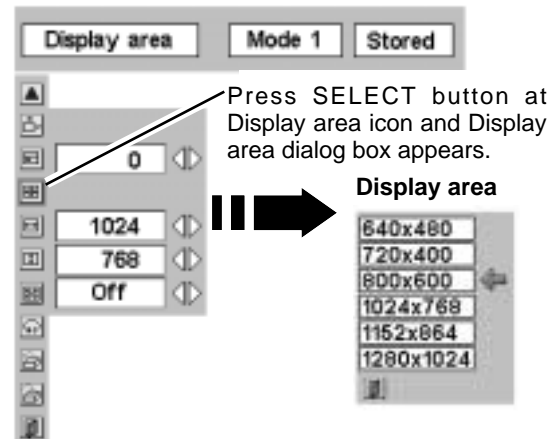 Display area Mode 1 Stored
Press SELECT button at
Display area icon and Display
area dialog box appears.
0
1024
768
Off
Display area
640x480
720x400
800x600
1024x768
1152x864
1280x1024